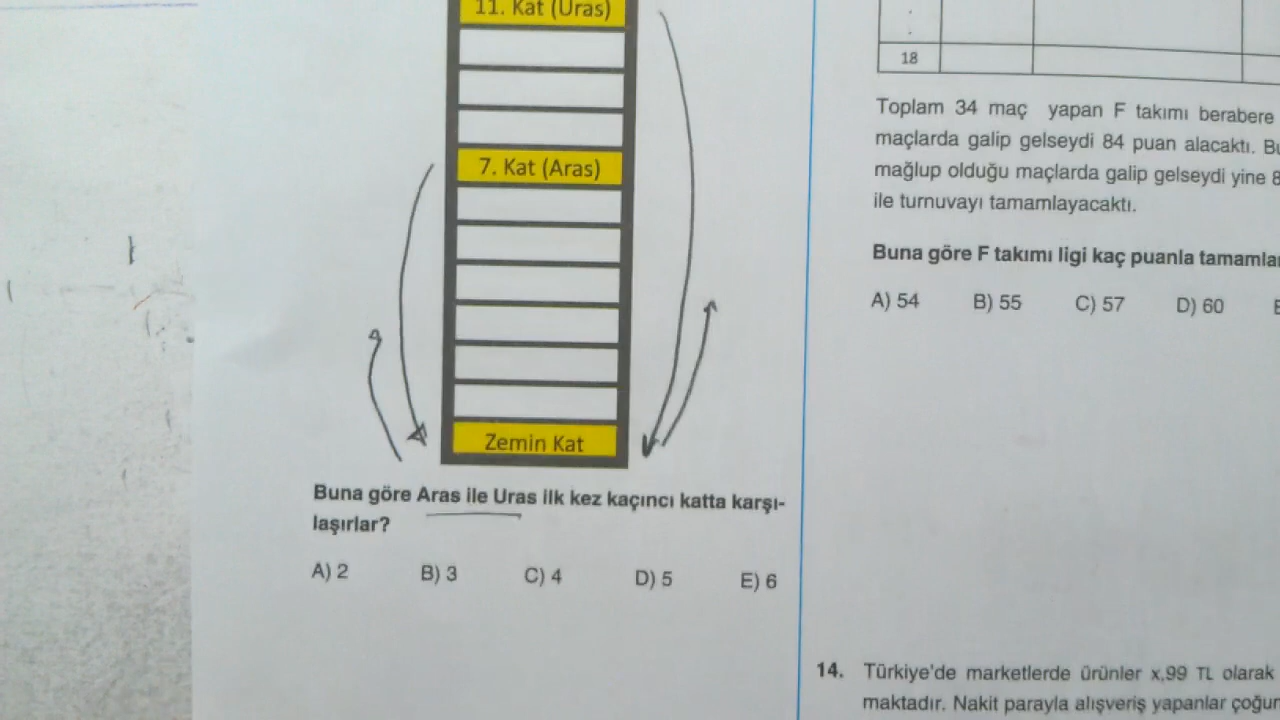 11. Kat (Uras)
7. Kat (Aras)
Zemin Kat
Buna göre Aras ile Uras ilk kez kaçıncı katta karşı-
laşırlar?
A) 2 B) 3 C) 4 D) 5 E) 6
18
Toplam 34 maç yapan F takımı berabere
maçlarda galip gelseydi 84 puan alacaktı.
mağlup olduğu maçlarda galip gelseydi yine
ile turnuvayı tamamlayacaktı.
Buna göre F takımı ligi kaç puanla
A) 54 B) 55 C) 57 D) 60
14. Türkiye'de marketlerde ürünler x,99 TL olarak
maktadır. Nakit parayla alışveriş yapanlar